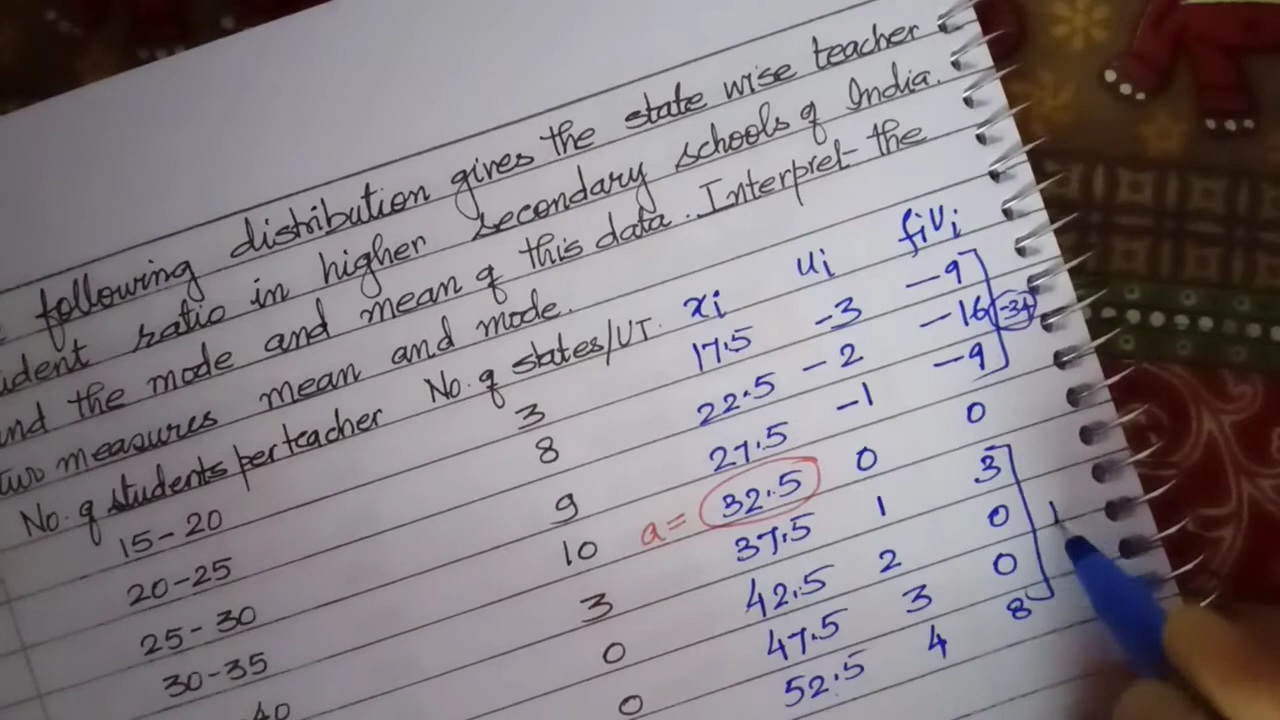 following distribution gives the state wise teacher
ratio in higher secondary schools of India.
the mode and mean of this data. Interpret the
two measures mean and mode.
No. of students per teacher No. of states/UT. xi ui fiUi
15-20 3 17.5 -3 -9
20-25 8 22.5 -2 -16 -34
25-30 9 27.5 -1 -9
30-35 10 a= 32.5 0 0
40 3 37.5 1 3
0 42.5 2 0
0 47.5 3 0
52.5 4 8